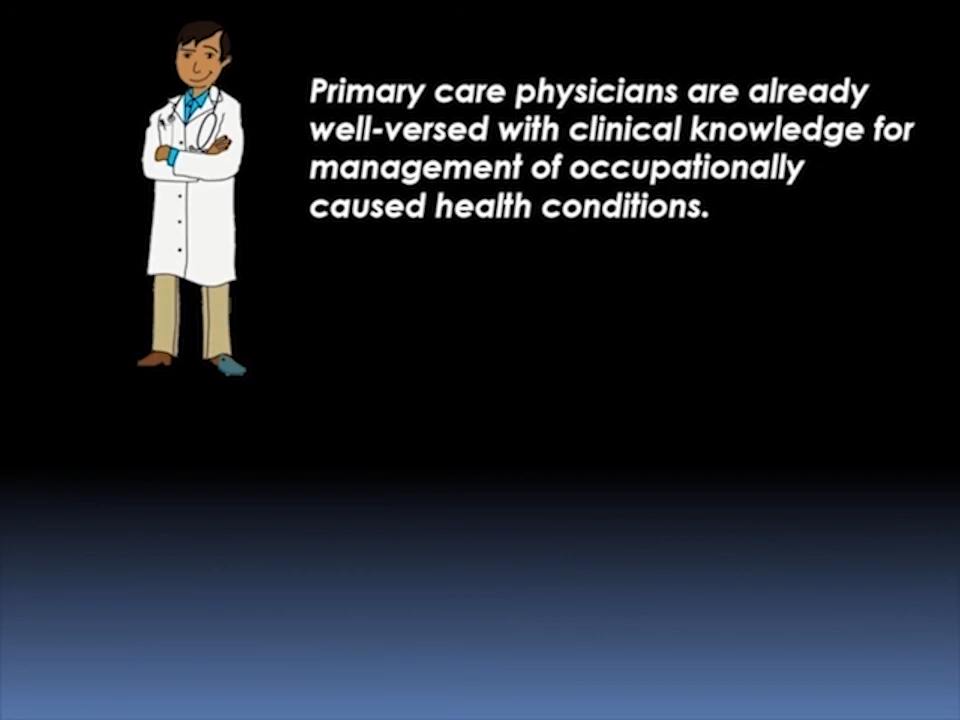 Primary care physicians are already
well-versed with clinical knowledge for
management of occupationally
caused health conditions.